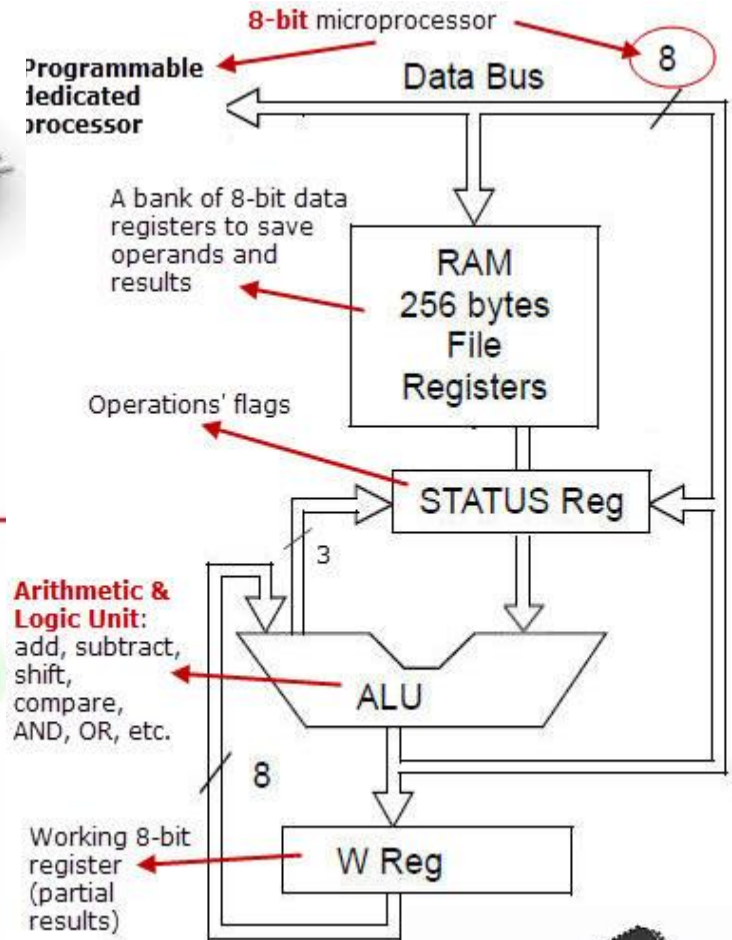 8-bit microprocessor
Programmable
dedicated
processor
Data Bus
8
A bank of 8-bit data
registers to save
operands and
results
RAM
256 bytes
File
Registers
Operations' flags
STATUS Reg
3
Arithmetic &
Logic Unit:
add, subtract,
shift,
compare,
AND, OR, etc.
ALU
8
Working 8-bit
register
(partial
results)
W Reg